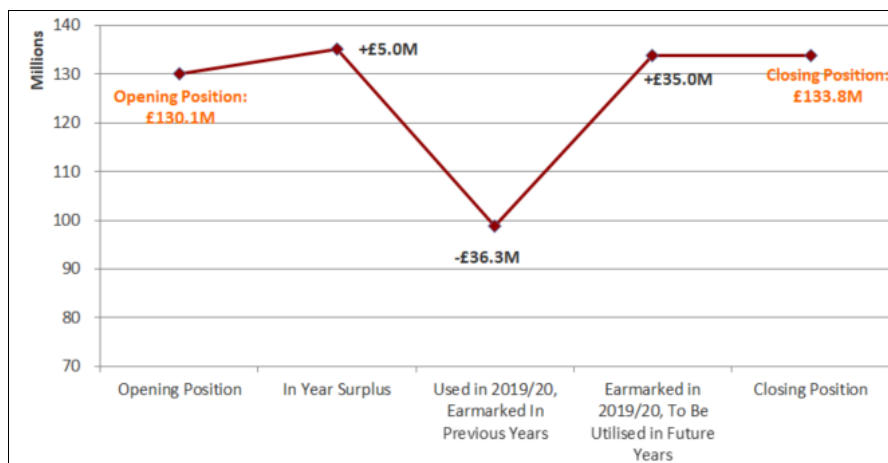 Millions
140
130
120
110
100
90
80
70
Opening Position:
£130.1M
+£5.0M
-£36.3M
+£35.0M
Closing Position:
£133.8M
Opening Position
In Year Surplus
Used in 2019/20,
Earmarked In
Previous Years
Earmarked in
2019/20, To Be
Utilised in Future
Years
Closing Position